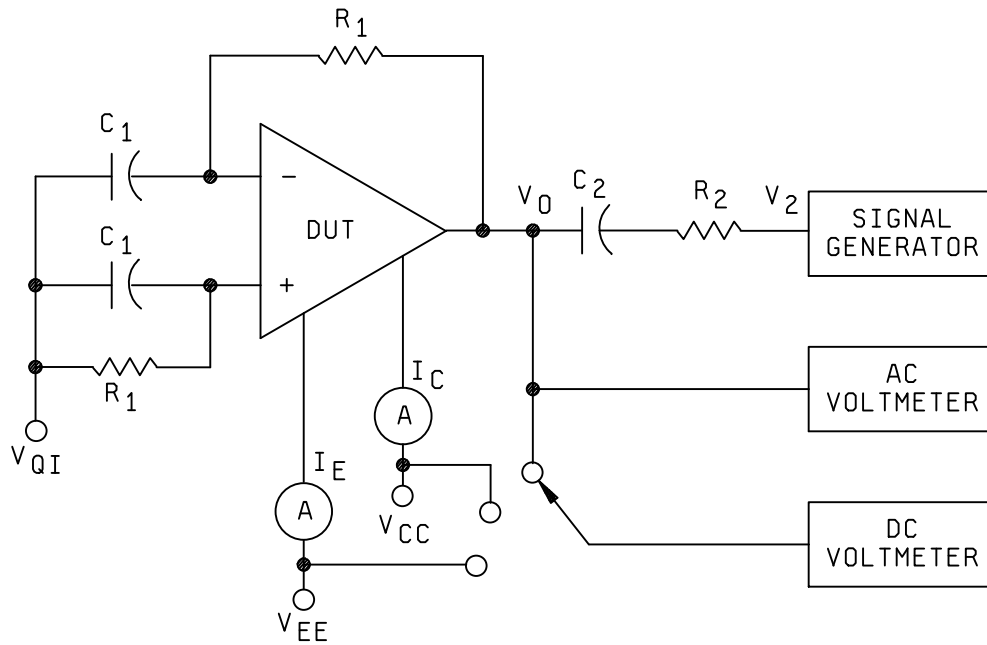 R1
C1
−
DUT
C1
+
R1
VQI
IC
A
VCC
IE
A
VEE
VO
C2
R2
V2
SIGNAL
GENERATOR
AC
VOLTMETER
DC
VOLTMETER